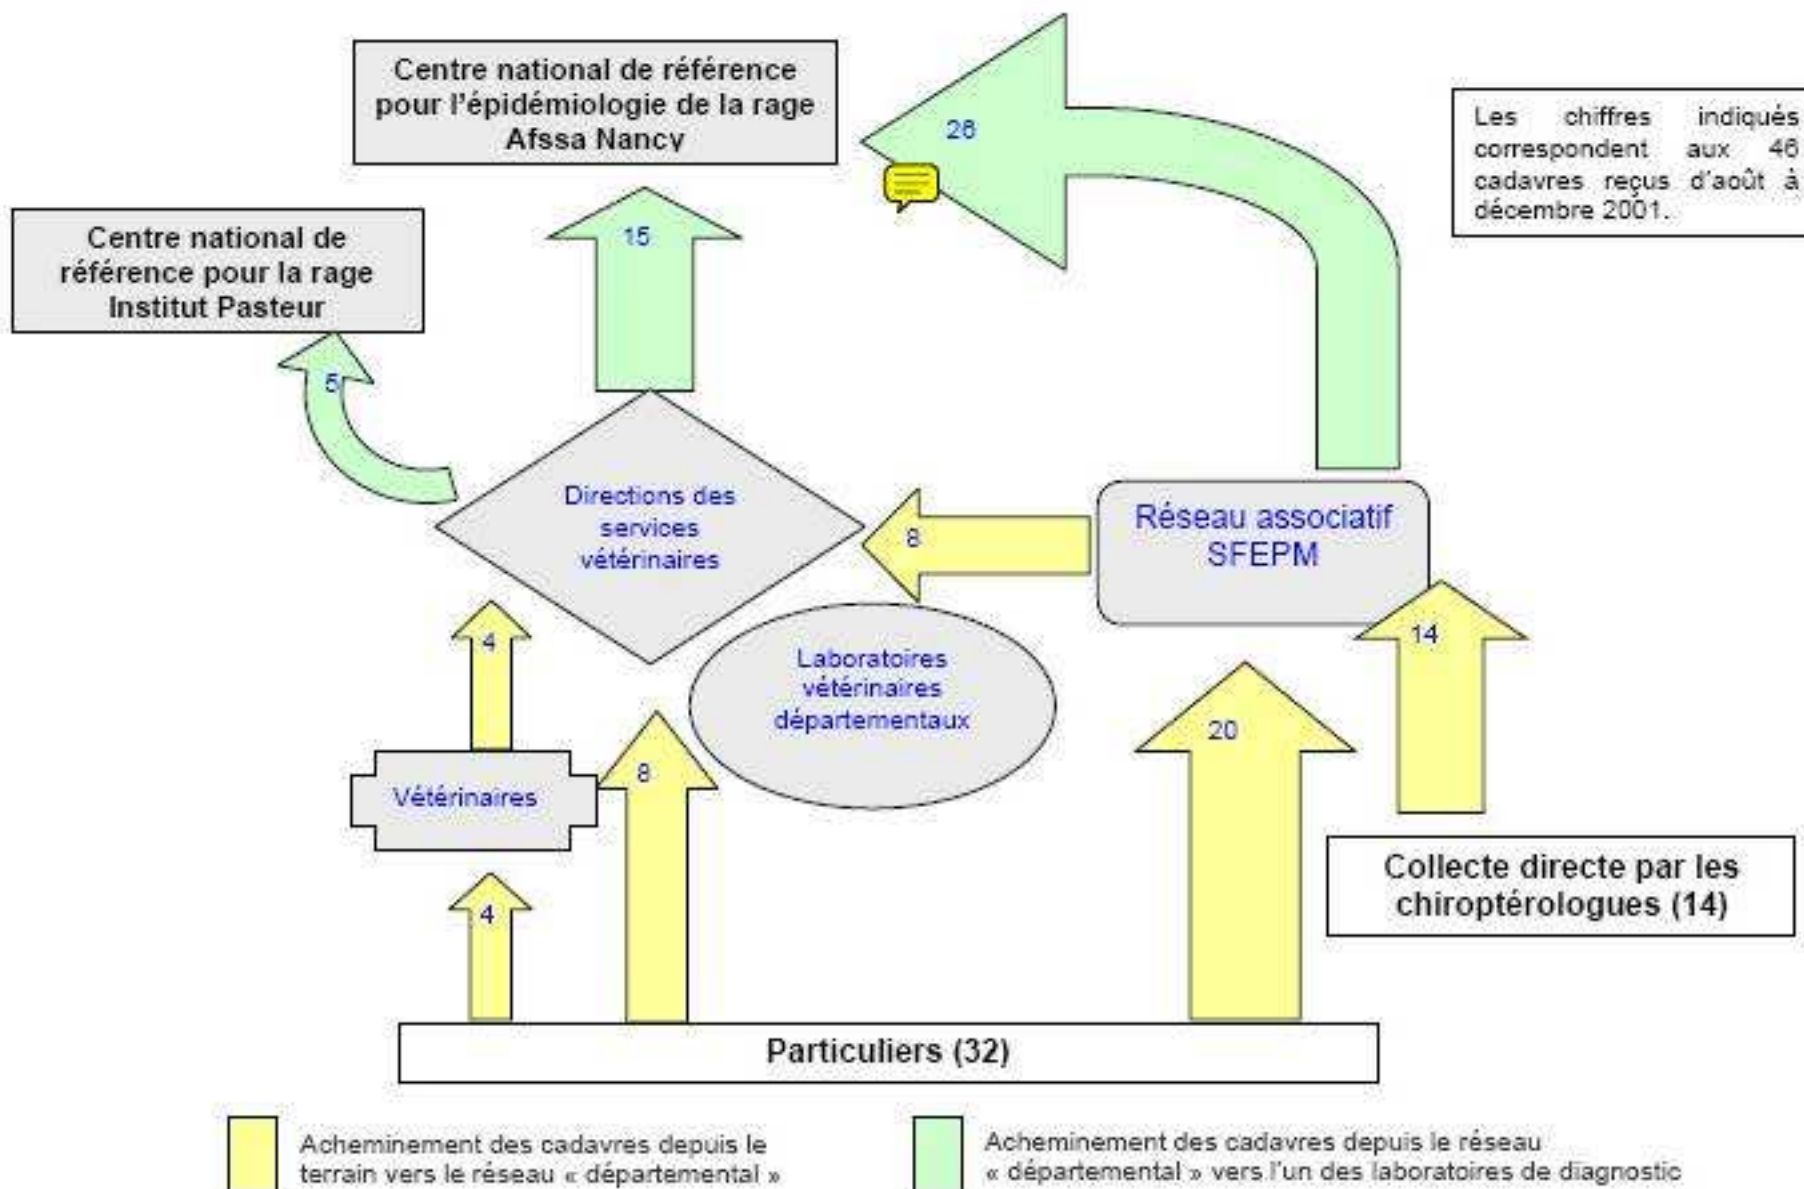 Centre national de référence
pour l'épidémiologie de la rage
Afssa Nancy
26
Les chiffres indiqués
correspondent aux 46
cadavres reçus d'août à
décembre 2001.
15
Centre national de
référence pour la rage
Institut Pasteur
5
Directions des
services
vétérinaires
8
Réseau associatif
SFEPM
4
14
Laboratoires
vétérinaires
départementaux
20
8
Vétérinaires
Collecte directe par les
chiroptérologues (14)
4
Particuliers (32)
Acheminement des cadavres depuis le
terrain vers le réseau « départemental »
Acheminement des cadavres depuis le réseau
« départemental » vers l'un des laboratoires de diagnostic